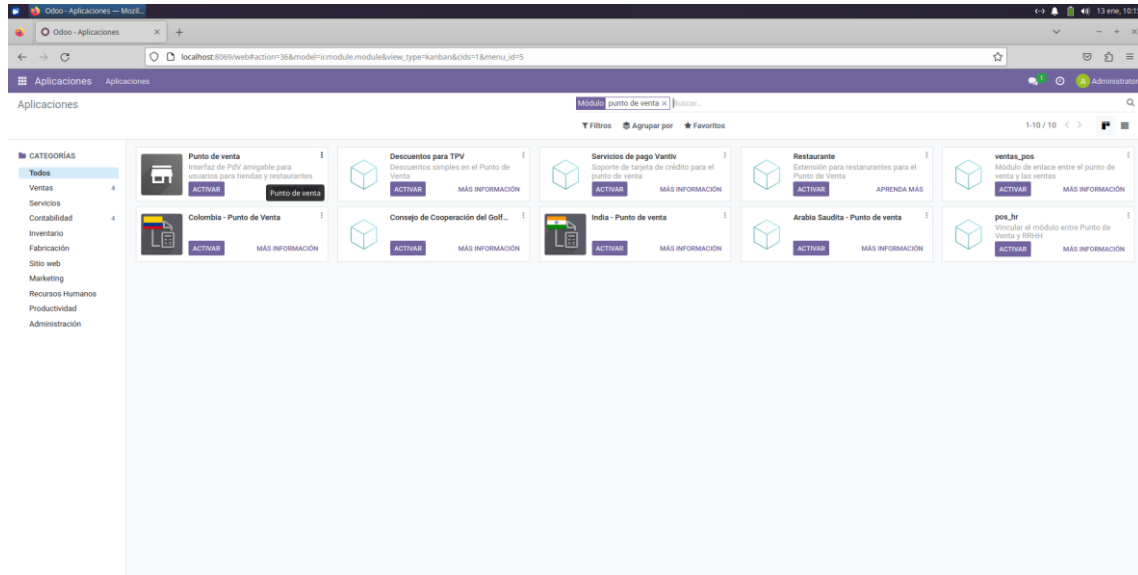 Odoo - Aplicaciones — Mozil...
13 ene, 10:1
Odoo - Aplicaciones
localhost:8069/web#action=36&model=ir.module.module&view_type=kanban&cids=1&menu_id=5
Aplicaciones
Aplicaciones
1
A
Administrator
Aplicaciones
Módulo punto de venta × Buscar...
Filtros
Agrupar por
Favoritos
1-10 / 10
CATEGORÍAS
Todos
Ventas 4
Servicios
Contabilidad 4
Inventario
Fabricación
Sitio web
Marketing
Recursos Humanos
Productividad
Administración
Punto de venta
Interfaz de PdV amigable para
usuarios para tiendas y restaurantes
ACTIVAR
Punto de venta
Descuentos para TPV
Descuentos simples en el Punto de
Venta
ACTIVAR MÁS INFORMACIÓN
Servicios de pago Vantiv
Soporte de tarjeta de crédito para el
punto de venta
ACTIVAR MÁS INFORMACIÓN
Restaurante
Extensión para restarurantes para el
Punto de Venta
ACTIVAR APRENDA MÁS
ventas_pos
Módulo de enlace entre el punto de
venta y las ventas
ACTIVAR MÁS INFORMACIÓN
Colombia - Punto de Venta
ACTIVAR MÁS INFORMACIÓN
Consejo de Cooperación del Golf...
ACTIVAR MÁS INFORMACIÓN
India - Punto de venta
ACTIVAR MÁS INFORMACIÓN
Arabia Saudita - Punto de venta
ACTIVAR MÁS INFORMACIÓN
pos_hr
Vincular el módulo entre Punto de
Venta y RRHH
ACTIVAR MÁS INFORMACIÓN